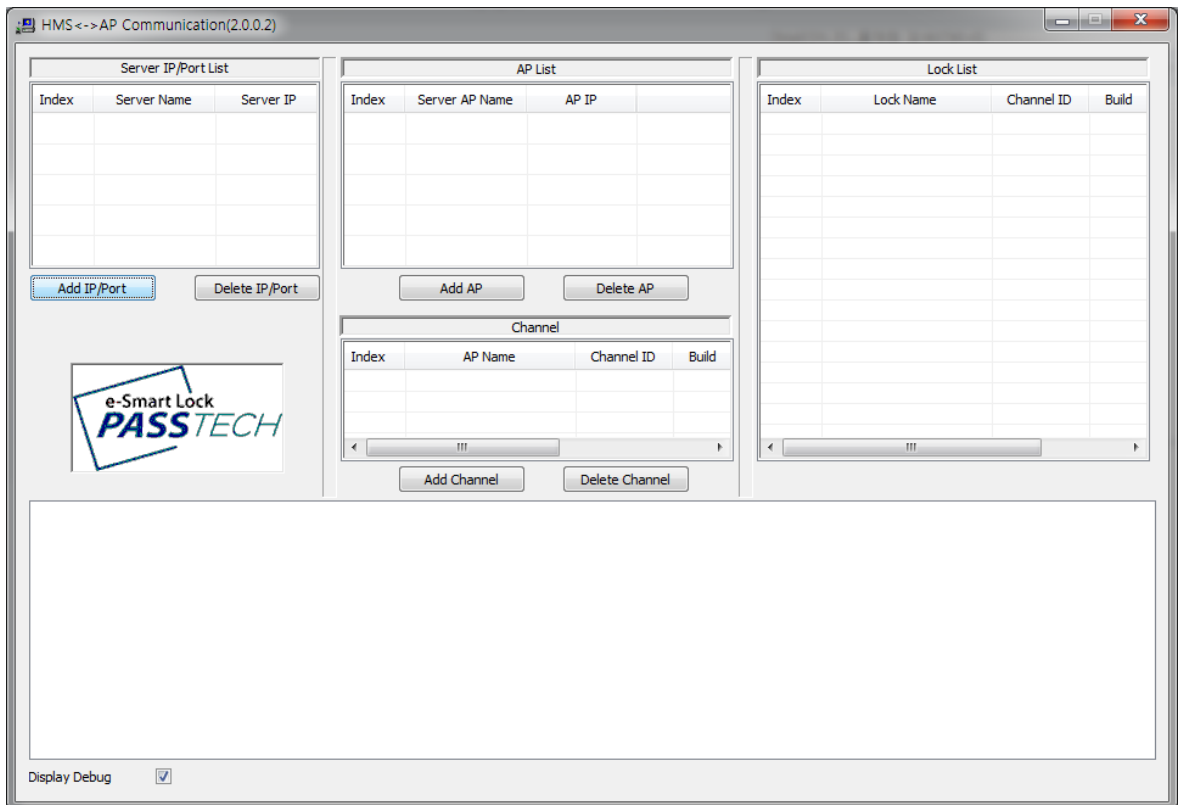 HMS<->AP Communication(2.0.0.2)
Server IP/Port List
Index Server Name Server IP
Add IP/Port Delete IP/Port
e-Smart Lock
PASSTECH
AP List
Index Server AP Name AP IP
Add AP Delete AP
Channel
Index AP Name Channel ID Build
Add Channel Delete Channel
Lock List
Index Lock Name Channel ID Build
Display Debug